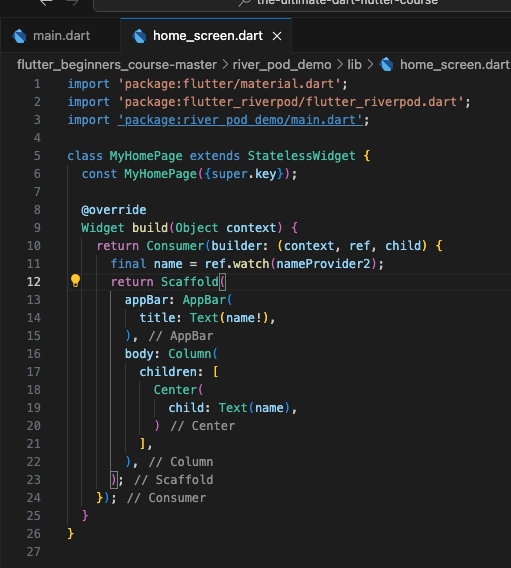 the-ultimate-dart-flutter-course
main.dart home_screen.dart
flutter_beginners_course-master > river_pod_demo > lib > home_screen.dart
1 import 'package:flutter/material.dart';
2 import 'package:flutter_riverpod/flutter_riverpod.dart';
3 import 'package:river_pod_demo/main.dart';
4
5 class MyHomePage extends StatelessWidget {
6   const MyHomePage({super.key});
7
8   @override
9   Widget build(Object context) {
10     return Consumer(builder: (context, ref, child) {
11       final name = ref.watch(nameProvider2);
12       return Scaffold(
13         appBar: AppBar(
14           title: Text(name!),
15         ), // AppBar
16         body: Column(
17           children: [
18             Center(
19               child: Text(name),
20             ) // Center
21           ],
22         ), // Column
23       ); // Scaffold
24     }); // Consumer
25   }
26 }
27